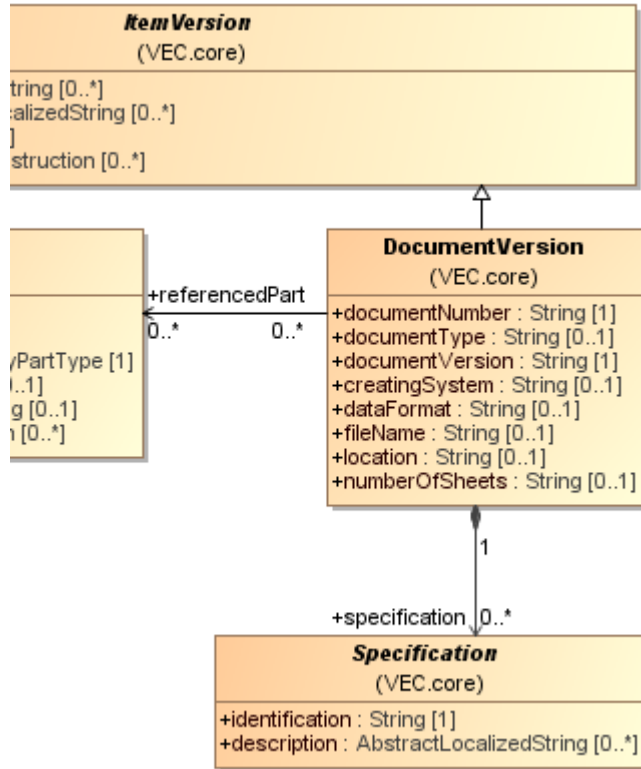 ItemVersion
(VEC.core)
tring [0..*]
calizedString [0..*]
]
struction [0..*]
DocumentVersion
(VEC.core)
+documentNumber : String [1]
+documentType : String [0..1]
+documentVersion : String [1]
+creatingSystem : String [0..1]
+dataFormat : String [0..1]
+fileName : String [0..1]
+location : String [0..1]
+numberOfSheets : String [0..1]
+referencedPart
0..* 0..*
yPartType [1]
0..1]
g [0..1]
n [0..*]
1
+specification 0..*
Specification
(VEC.core)
+identification : String [1]
+description : AbstractLocalizedString [0..*]